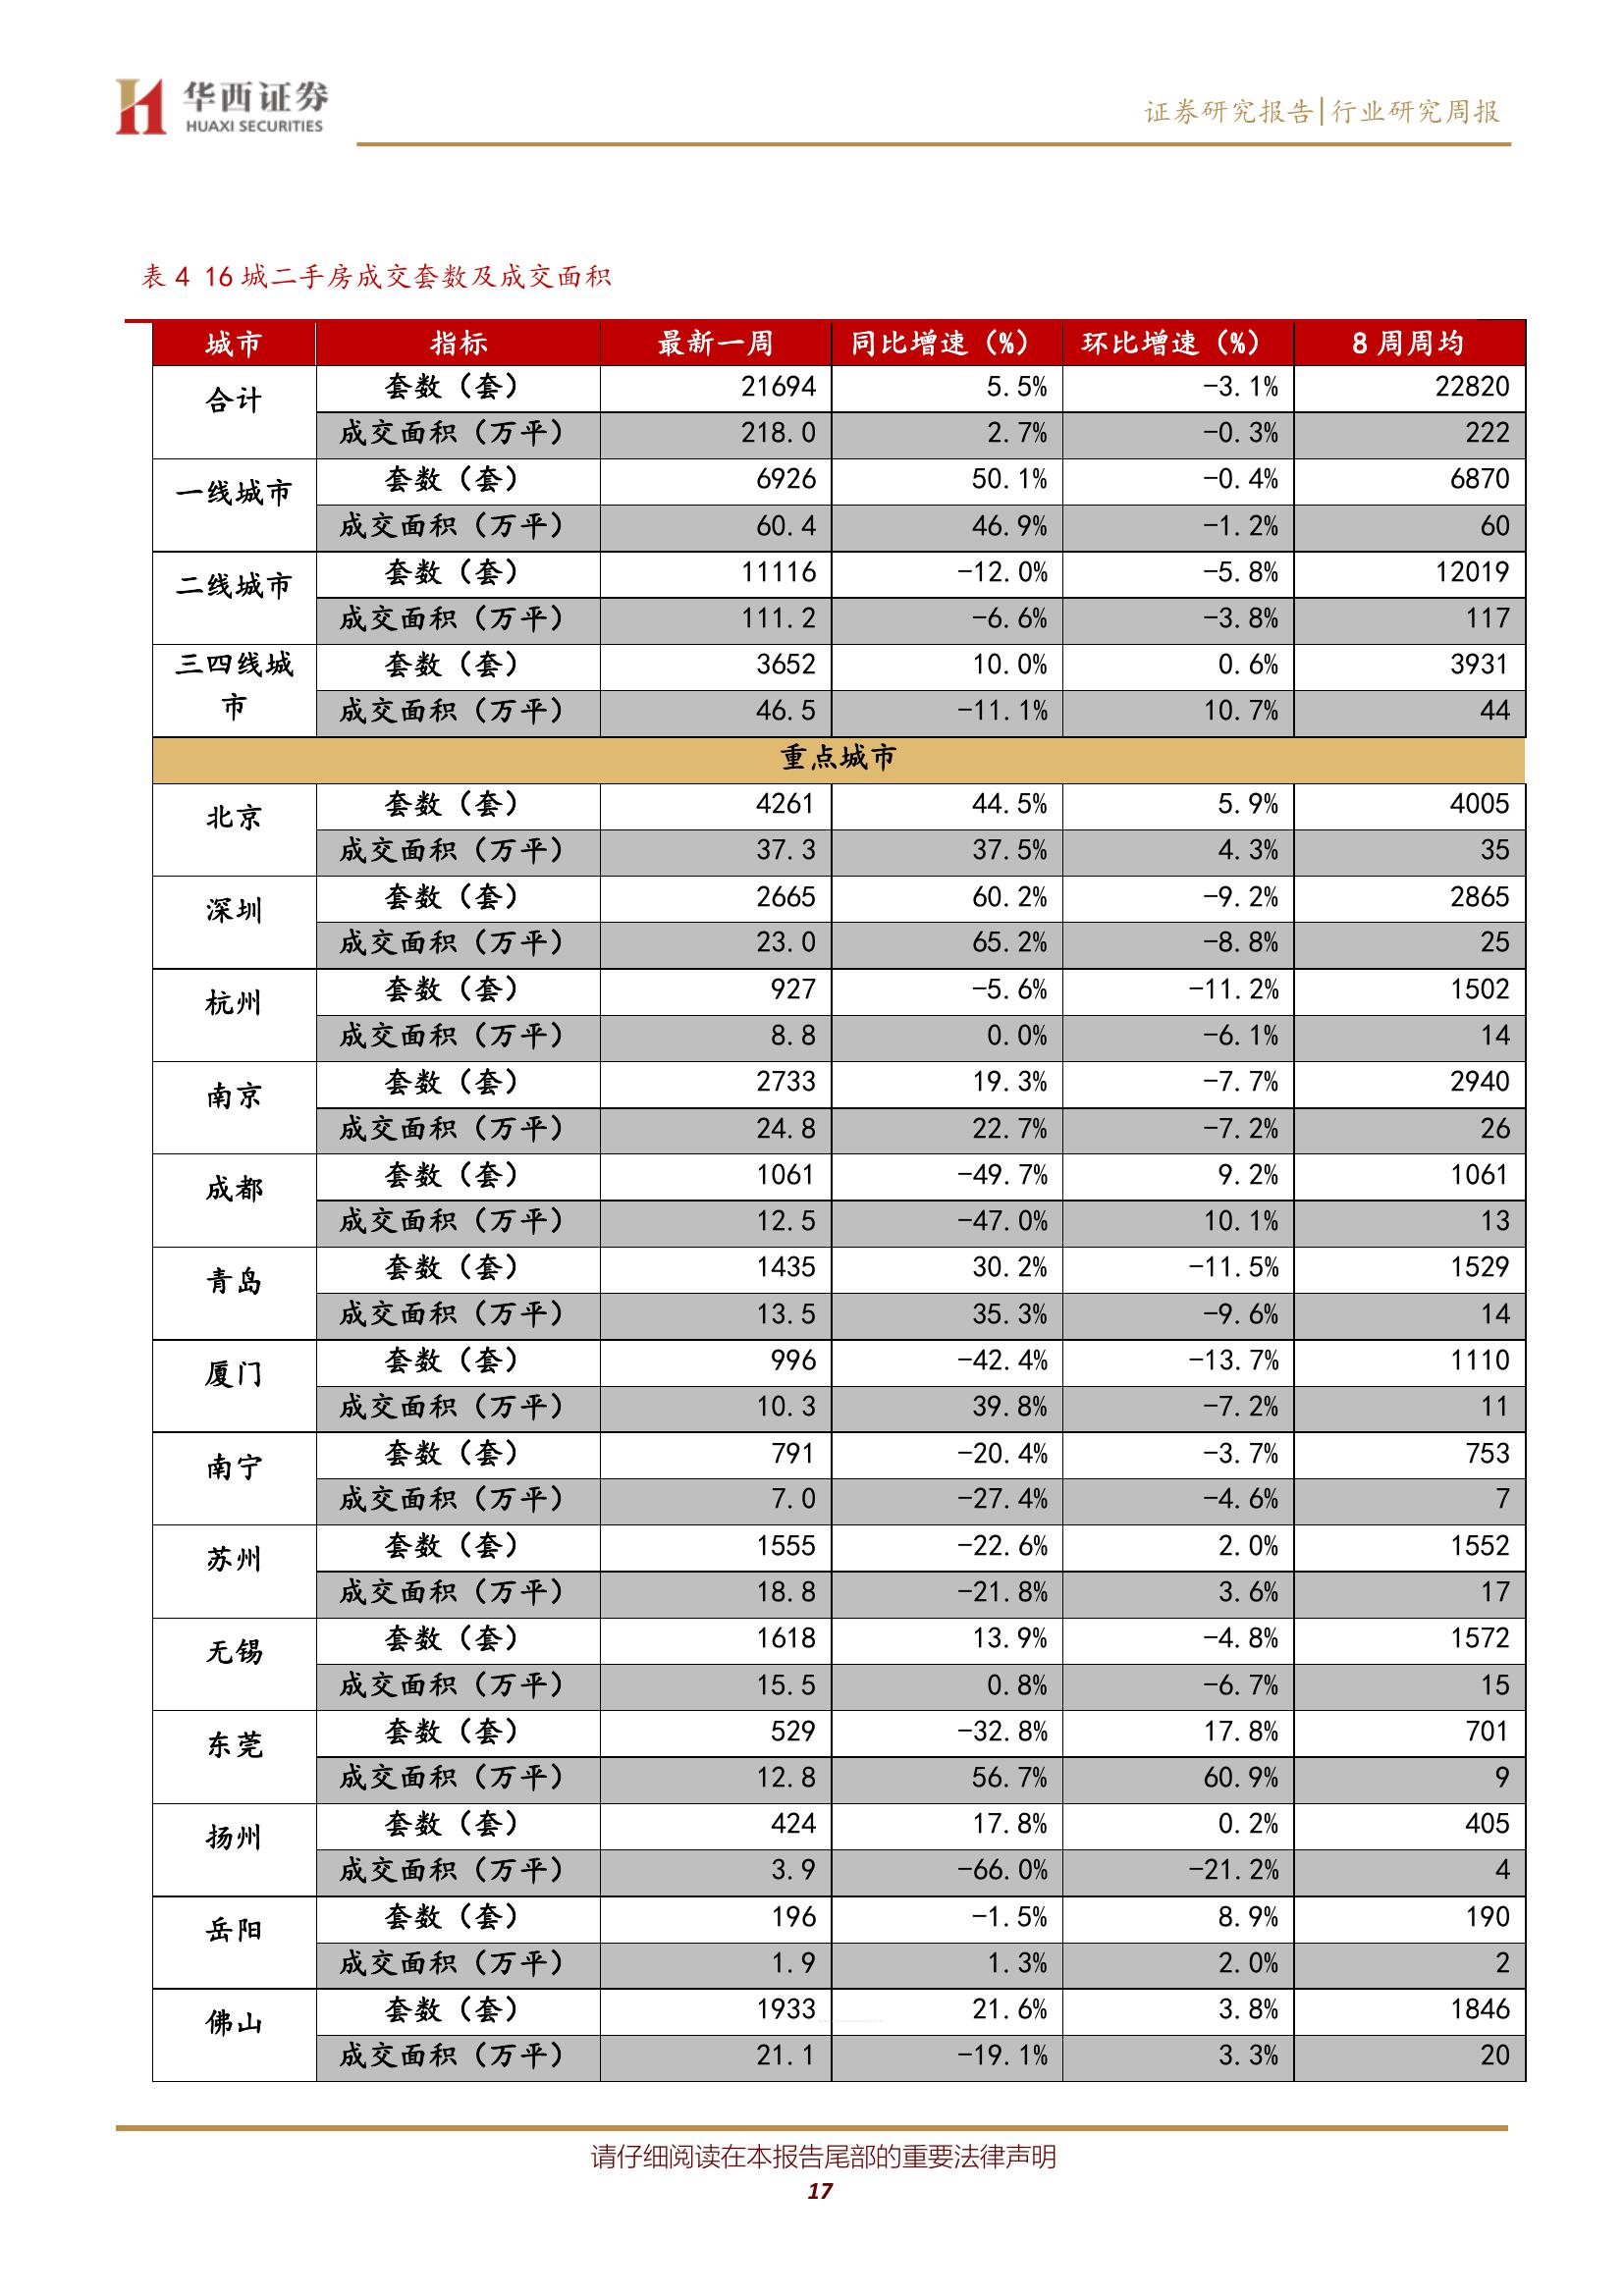 华西证券
HUAXI SECURITIES
证券研究报告|行业研究周报
表 4 16 城二手房成交套数及成交面积
城市 指标 最新一周 同比增速（%） 环比增速（%） 8 周周均
合计 套数（套） 21694 5.5% -3.1% 22820
成交面积（万平） 218.0 2.7% -0.3% 222
一线城市 套数（套） 6926 50.1% -0.4% 6870
成交面积（万平） 60.4 46.9% -1.2% 60
二线城市 套数（套） 11116 -12.0% -5.8% 12019
成交面积（万平） 111.2 -6.6% -3.8% 117
三四线城 套数（套） 3652 10.0% 0.6% 3931
市 成交面积（万平） 46.5 -11.1% 10.7% 44
重点城市
北京 套数（套） 4261 44.5% 5.9% 4005
成交面积（万平） 37.3 37.5% 4.3% 35
深圳 套数（套） 2665 60.2% -9.2% 2865
成交面积（万平） 23.0 65.2% -8.8% 25
杭州 套数（套） 927 -5.6% -11.2% 1502
成交面积（万平） 8.8 0.0% -6.1% 14
南京 套数（套） 2733 19.3% -7.7% 2940
成交面积（万平） 24.8 22.7% -7.2% 26
成都 套数（套） 1061 -49.7% 9.2% 1061
成交面积（万平） 12.5 -47.0% 10.1% 13
青岛 套数（套） 1435 30.2% -11.5% 1529
成交面积（万平） 13.5 35.3% -9.6% 14
厦门 套数（套） 996 -42.4% -13.7% 1110
成交面积（万平） 10.3 39.8% -7.2% 11
南宁 套数（套） 791 -20.4% -3.7% 753
成交面积（万平） 7.0 -27.4% -4.6% 7
苏州 套数（套） 1555 -22.6% 2.0% 1552
成交面积（万平） 18.8 -21.8% 3.6% 17
无锡 套数（套） 1618 13.9% -4.8% 1572
成交面积（万平） 15.5 0.8% -6.7% 15
东莞 套数（套） 529 -32.8% 17.8% 701
成交面积（万平） 12.8 56.7% 60.9% 9
扬州 套数（套） 424 17.8% 0.2% 405
成交面积（万平） 3.9 -66.0% -21.2% 4
岳阳 套数（套） 196 -1.5% 8.9% 190
成交面积（万平） 1.9 1.3% 2.0% 2
佛山 套数（套） 1933 21.6% 3.8% 1846
成交面积（万平） 21.1 -19.1% 3.3% 20
请仔细阅读在本报告尾部的重要法律声明
17